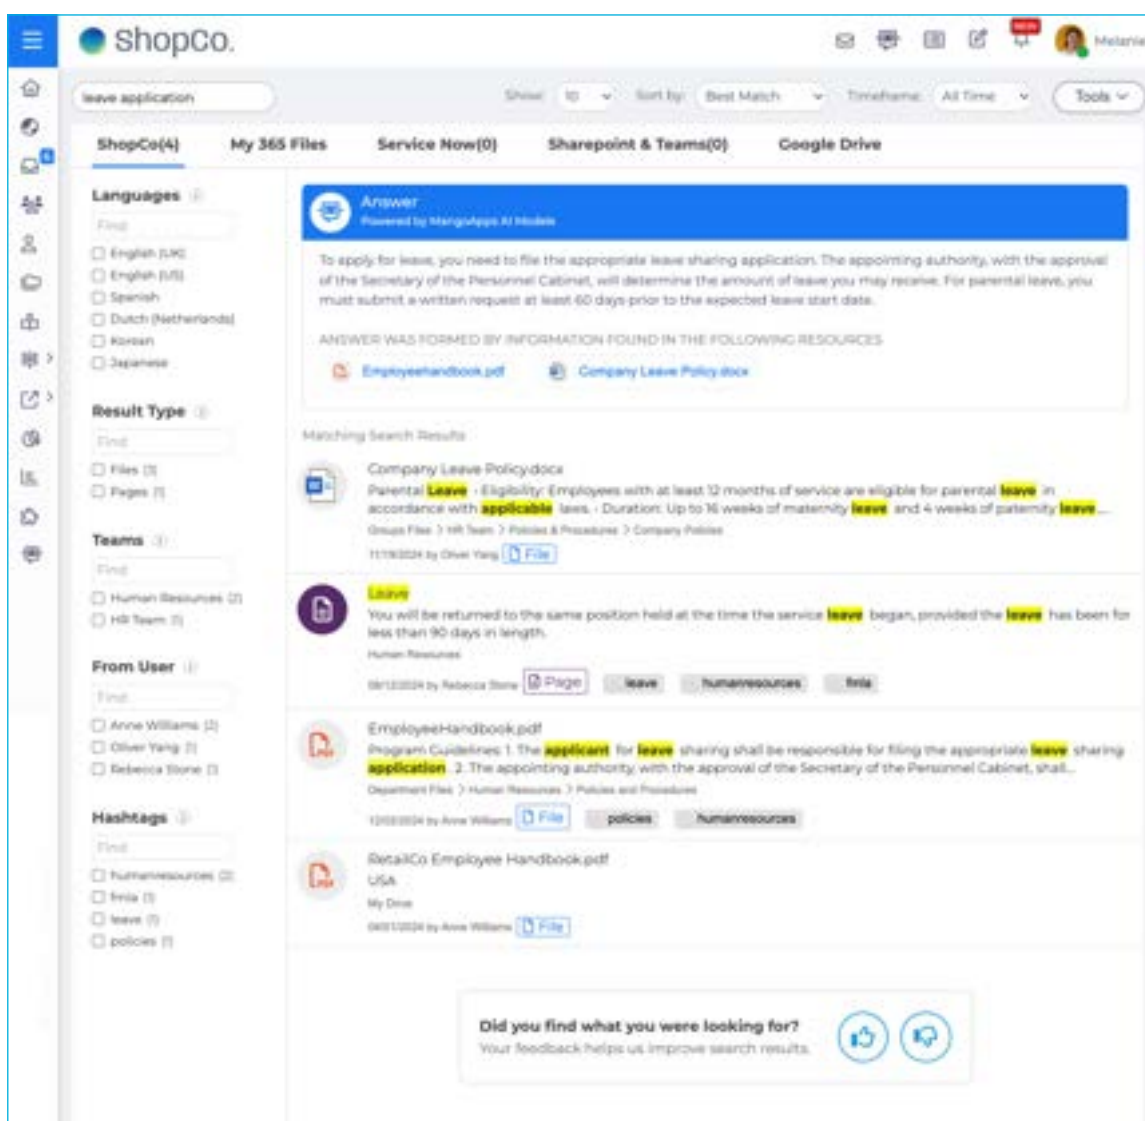 ShopCo.
NEW
Melanie
leave application
Show: 10 Sort by: Best Match Timeframe: All Time Tools
ShopCo(4) My 365 Files Service Now(0) Sharepoint & Teams(0) Google Drive
Languages
Find
English (UK)
English (US)
Spanish
Dutch (Netherlands)
Korean
Japanese
Result Type
Find
Files (3)
Pages (1)
Teams
Find
Human Resources (2)
HR Team (1)
From User
Find
Anne Williams (2)
Oliver Yang (1)
Rebecca Stone (1)
Hashtags
Find
humanresources (2)
fmla (1)
leave (1)
policies (1)
Answer
Powered by MangoApps AI Models
To apply for leave, you need to file the appropriate leave sharing application. The appointing authority, with the approval
of the Secretary of the Personnel Cabinet, will determine the amount of leave you may receive. For parental leave, you
must submit a written request at least 60 days prior to the expected leave start date.
ANSWER WAS FORMED BY INFORMATION FOUND IN THE FOLLOWING RESOURCES
Employeehandbook.pdf Company Leave Policy.docx
Matching Search Results
Company Leave Policy.docx
Parental Leave - Eligibility: Employees with at least 12 months of service are eligible for parental leave in
accordance with applicable laws. - Duration: Up to 16 weeks of maternity leave and 4 weeks of paternity leave....
Groups Files > HR Team > Policies & Procedures > Company Policies
11/19/2024 by Oliver Yang File
Leave
You will be returned to the same position held at the time the service leave began, provided the leave has been for
less than 90 days in length.
Human Resources
by Rebecca Stone Page leave humanresources fmla
EmployeeHandbook.pdf
PDF
Program Guidelines: 1. The applicant for leave sharing shall be responsible for filing the appropriate leave sharing
application. 2. The appointing authority, with the approval of the Secretary of the Personnel Cabinet, shall...
Department Files > Human Resources > Policies and Procedures
by Anne Williams File policies humanresources
RetailCo Employee Handbook.pdf
PDF
USA
My Drive
by Anne Williams File
Did you find what you were looking for?
Your feedback helps us improve search results.